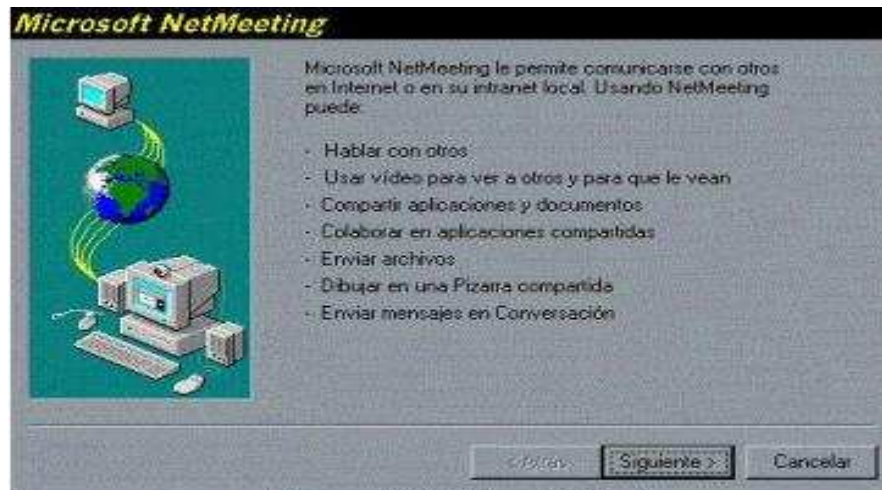 Microsoft NetMeeting
Microsoft NetMeeting le permite comunicarse con otros
en Internet o en su intranet local. Usando NetMeeting
puede:
- Hablar con otros
- Usar vídeo para ver a otros y para que le vean
- Compartir aplicaciones y documentos
- Colaborar en aplicaciones compartidas
- Enviar archivos
- Dibujar en una Pizarra compartida
- Enviar mensajes en Conversación
< Atrás Siguiente > Cancelar